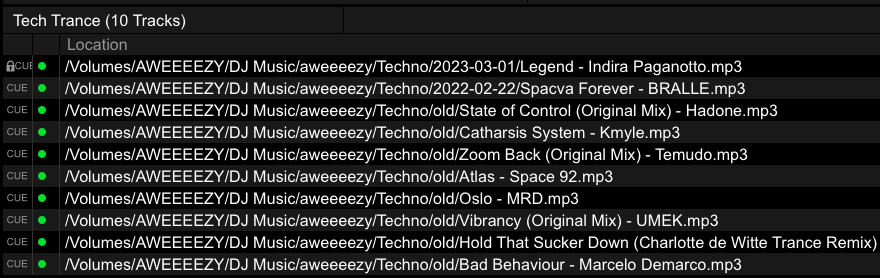 Tech Trance (10 Tracks)
Location
CUE /Volumes/AWEEEEZY/DJ Music/aweeeezy/Techno/2023-03-01/Legend - Indira Paganotto.mp3
CUE /Volumes/AWEEEEZY/DJ Music/aweeeezy/Techno/2022-02-22/Spacva Forever - BRALLE.mp3
CUE /Volumes/AWEEEEZY/DJ Music/aweeeezy/Techno/old/State of Control (Original Mix) - Hadone.mp3
CUE /Volumes/AWEEEEZY/DJ Music/aweeeezy/Techno/old/Catharsis System - Kmyle.mp3
CUE /Volumes/AWEEEEZY/DJ Music/aweeeezy/Techno/old/Zoom Back (Original Mix) - Temudo.mp3
CUE /Volumes/AWEEEEZY/DJ Music/aweeeezy/Techno/old/Atlas - Space 92.mp3
CUE /Volumes/AWEEEEZY/DJ Music/aweeeezy/Techno/old/Oslo - MRD.mp3
CUE /Volumes/AWEEEEZY/DJ Music/aweeeezy/Techno/old/Vibrancy (Original Mix) - UMEK.mp3
CUE /Volumes/AWEEEEZY/DJ Music/aweeeezy/Techno/old/Hold That Sucker Down (Charlotte de Witte Trance Remix)
CUE /Volumes/AWEEEEZY/DJ Music/aweeeezy/Techno/old/Bad Behaviour - Marcelo Demarco.mp3